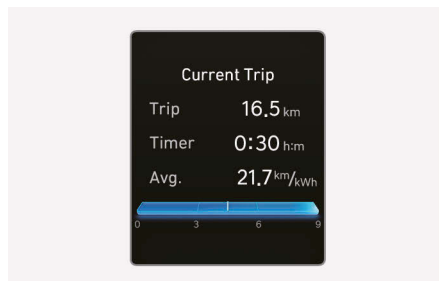 Current Trip
Trip 16.5 km
Timer 0:30 h:m
Avg. 21.7 km/kWh
0 3 6 9